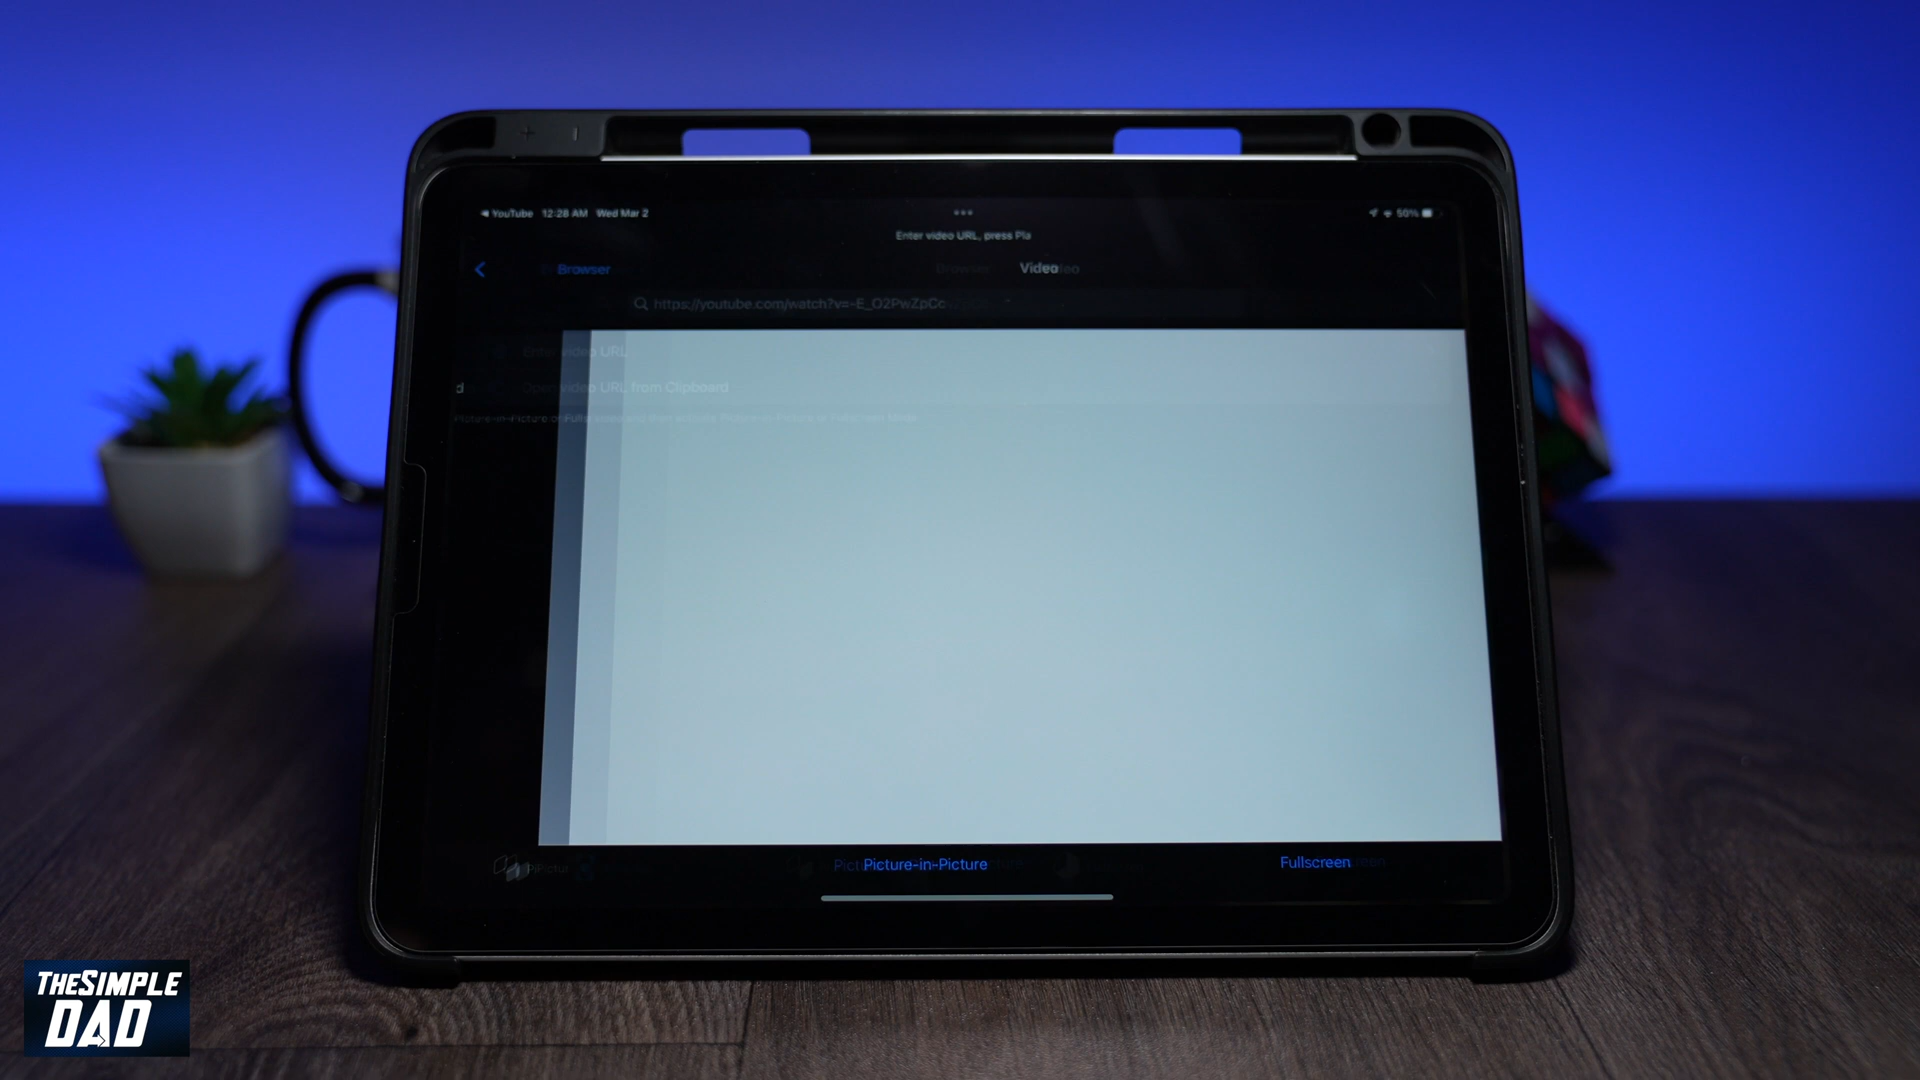 YouTube 12:28 AM Wed Mar 2
50%
Enter video URL, press Pla
Browser
Browser
Video
https://youtube.com/watch?v=-E_O2PwZpCc
Enter video URL
d Open video URL from Clipboard
Picture-in-Picture
Fullscreen
THESIMPLE
DAD